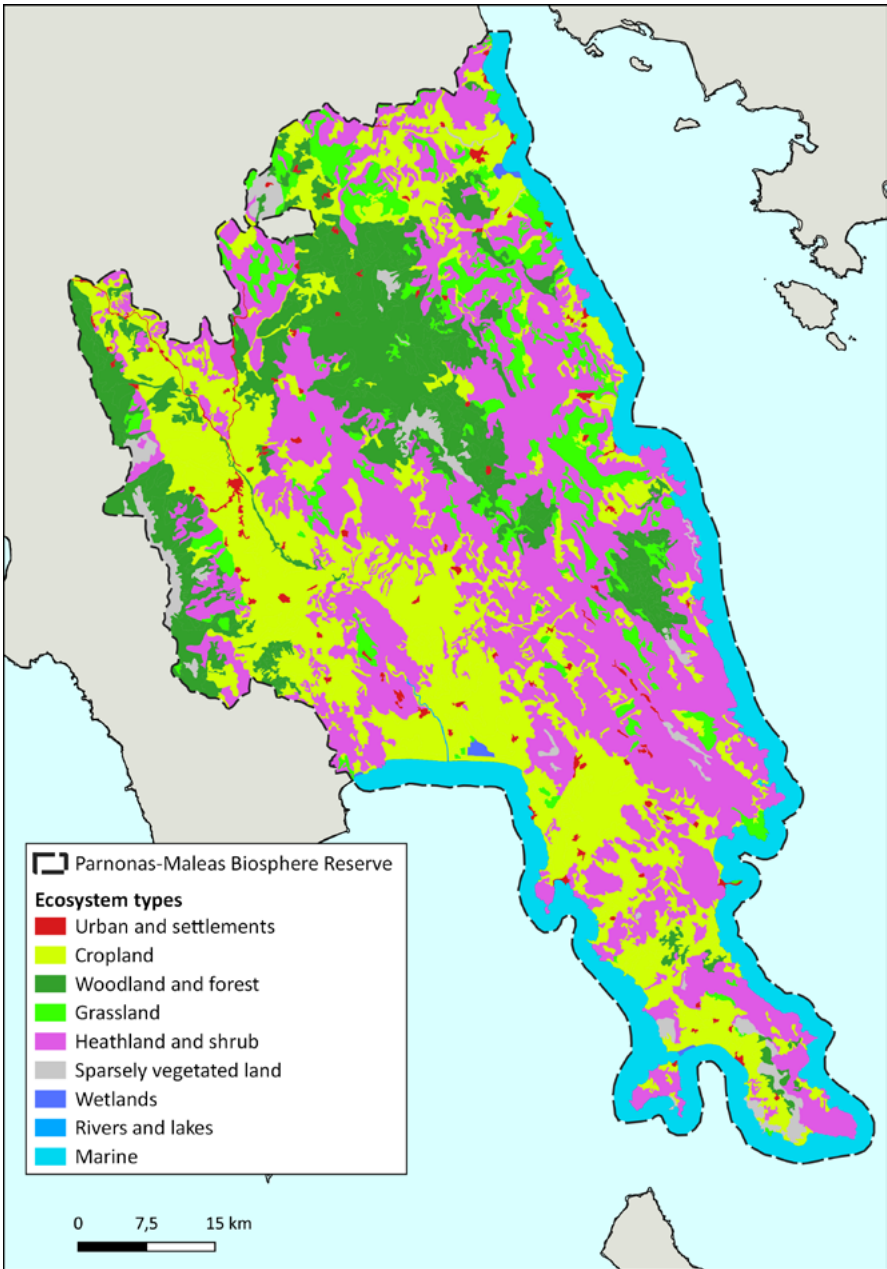 Parnonas-Maleas Biosphere Reserve
Ecosystem types
Urban and settlements
Cropland
Woodland and forest
Grassland
Heathland and shrub
Sparsely vegetated land
Wetlands
Rivers and lakes
Marine
0 7,5 15 km